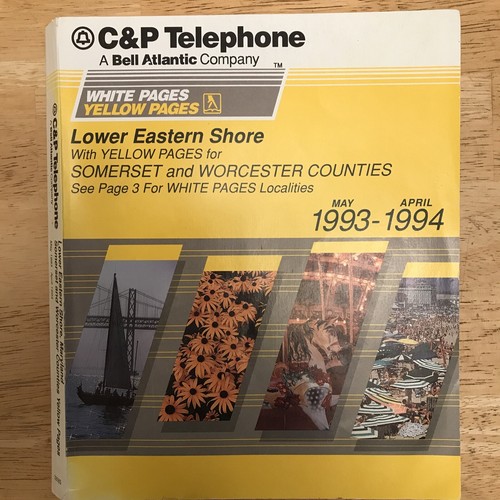 C&P Telephone
A Bell Atlantic Company
TM
WHITE PAGES
YELLOW PAGES
Lower Eastern Shore
With YELLOW PAGES for
SOMERSET and WORCESTER COUNTIES
See Page 3 For WHITE PAGES Localities
MAY APRIL
1993-1994
C&P Telephone
Lower Eastern Shore, Maryland